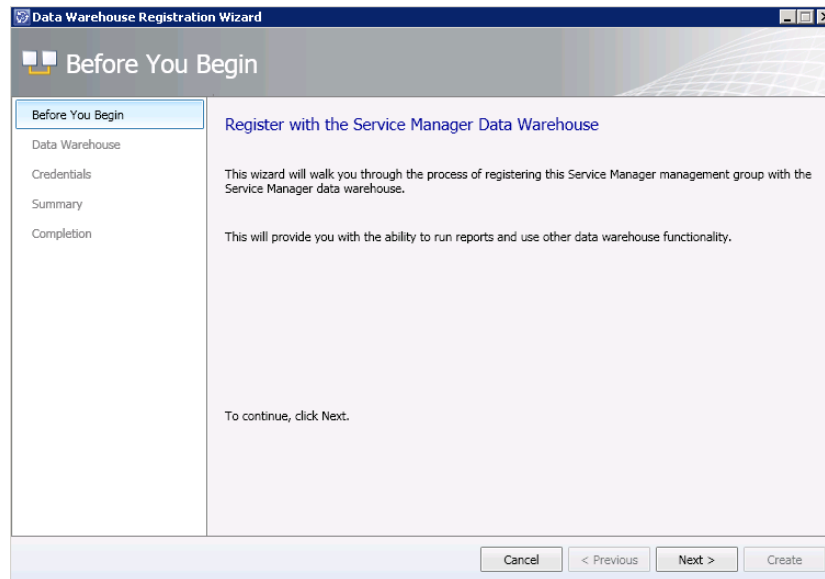 Data Warehouse Registration Wizard
Before You Begin
Before You Begin
Data Warehouse
Credentials
Summary
Completion
Register with the Service Manager Data Warehouse
This wizard will walk you through the process of registering this Service Manager management group with the
Service Manager data warehouse.
This will provide you with the ability to run reports and use other data warehouse functionality.
To continue, click Next.
Cancel
< Previous
Next >
Create